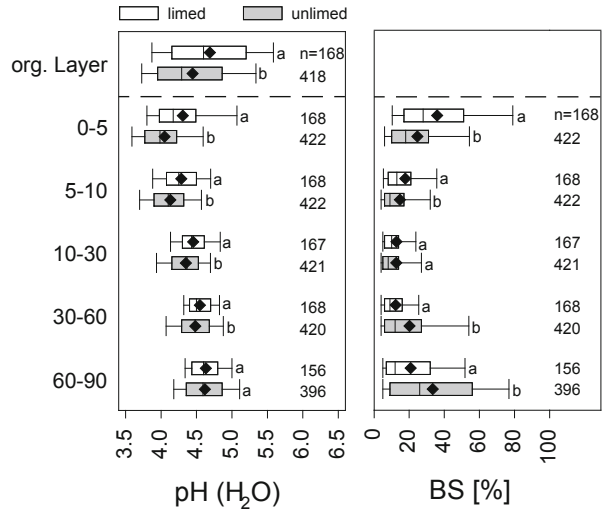 limed unlimed
org. Layer a n=168
b 418
0-5 a 168 a n=168
b 422 b 422
5-10 a 168 a 168
b 422 b 422
10-30 a 167 a 167
b 421 a 421
30-60 a 168 a 168
b 420 b 420
60-90 a 156 a 156
a 396 b 396
3.5 4.0 4.5 5.0 5.5 6.0 6.5 0 20 40 60 80 100
pH (H₂O) BS [%]